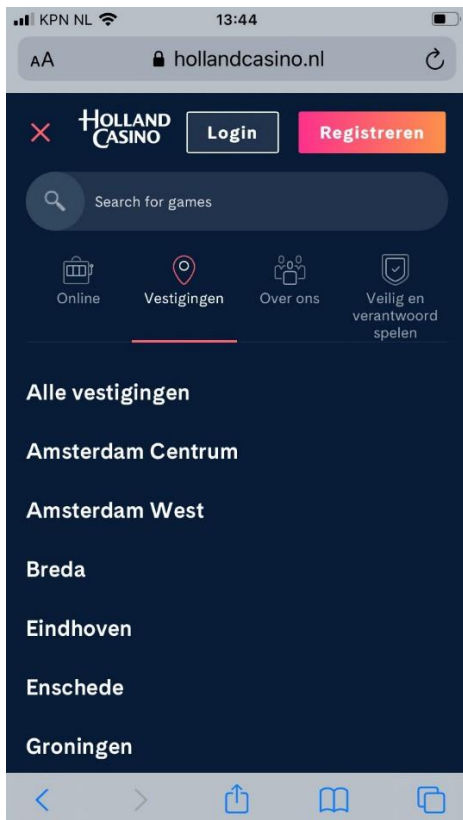 KPN NL
13:44
AA
hollandcasino.nl
HOLLAND
CASINO
Login
Registreren
Search for games
Online
Vestigingen
Over ons
Veilig en
verantwoord
spelen
Alle vestigingen
Amsterdam Centrum
Amsterdam West
Breda
Eindhoven
Enschede
Groningen